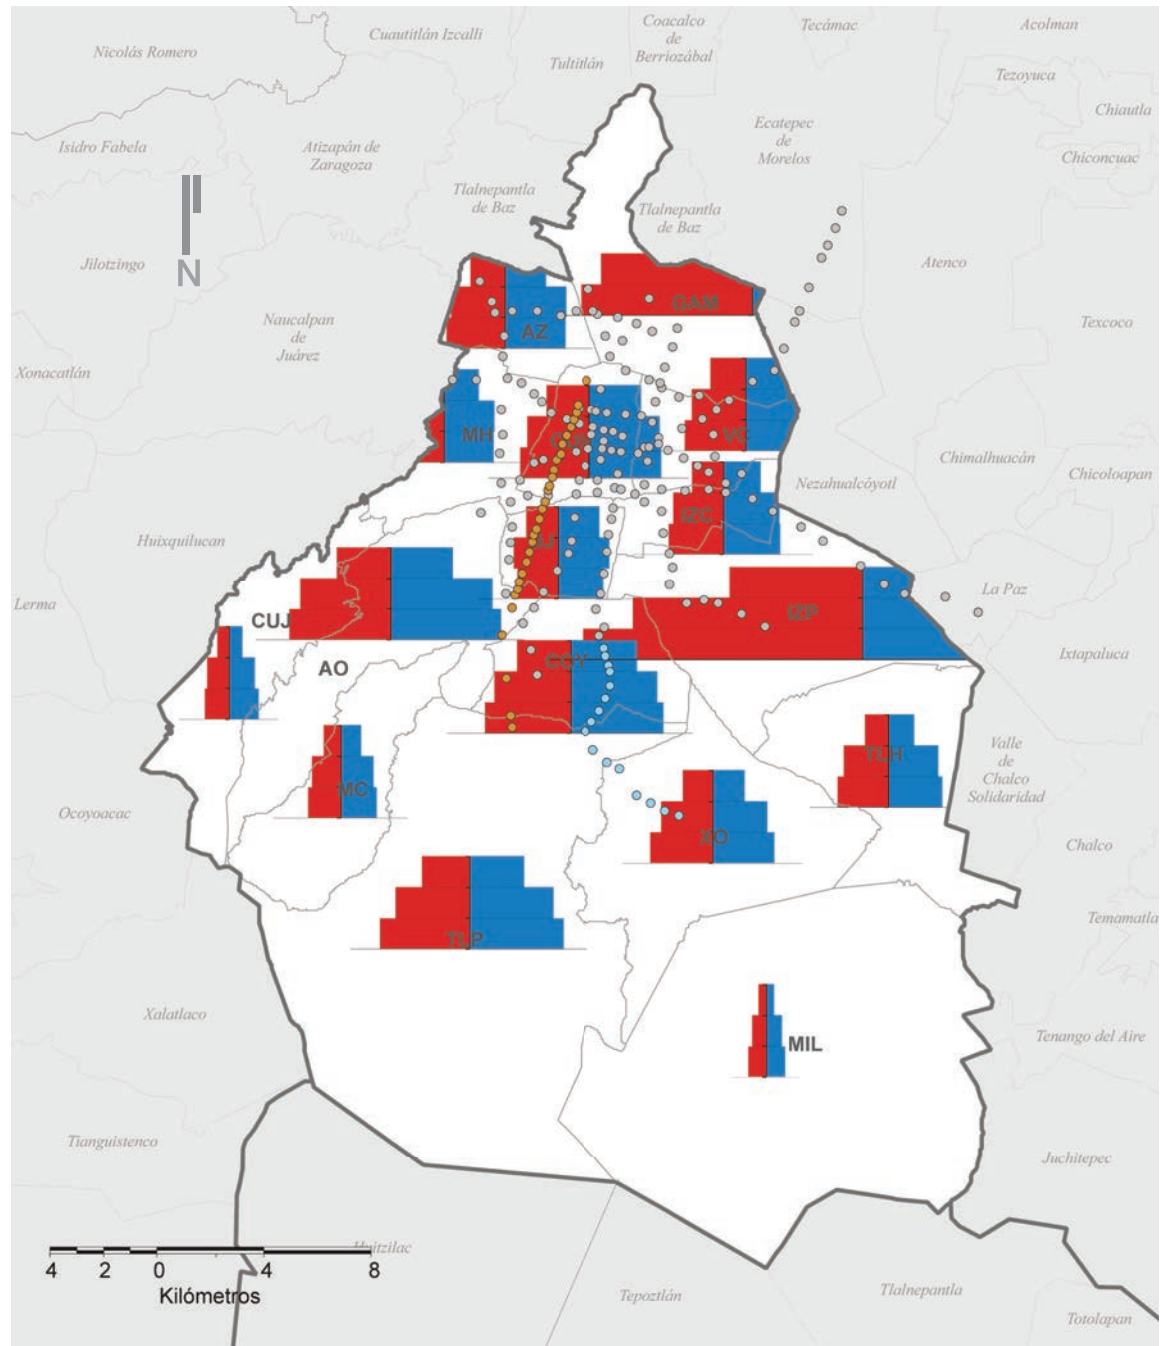 Coacalco
de
Berriozábal
Tecámac
Acolman
Cuautitlán Izcalli
Nicolás Romero
Tultitlán
Tezoyuca
Chiautla
Ecatepec
de
Morelos
Isidro Fabela
Atizapán de
Zaragoza
Chiconcuac
Tlalnepantla
de Baz
Tlalnepantla
de Baz
Jilotzingo
N
Atenco
GAM
Naucalpan
de
Juárez
AZ
Texcoco
Xonacatlán
MH
VC
Chimalhuacán
Chicoloapan
Nezahualcóyotl
IZC
Huixquilucan
La Paz
Lerma
CUJ
IZP
AO
COY
Ixtapaluca
TLH
Valle
de
Chalco
Solidaridad
MC
Ocoyoacac
XO
Chalco
Temamatla
TLP
Xalatlaco
MIL
Tenango del Aire
Tianguistenco
Juchitepec
Huitzilac
4 2 0 4 8
Kilómetros
Tepoztlán
Tlalnepantla
Totolapan